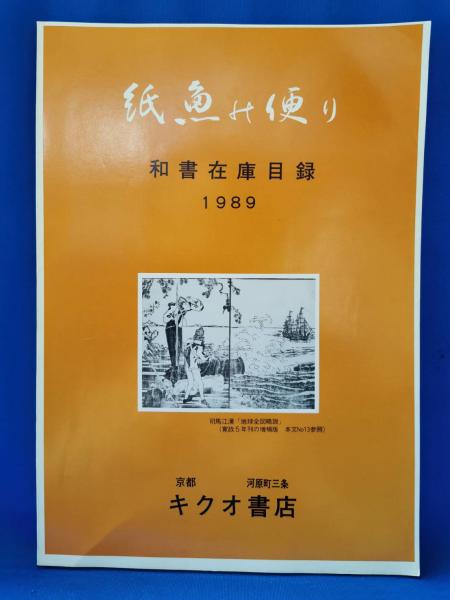 紙魚の便り
和書在庫目録
1989
司馬江漢「地球全図略説」
(寛政5年刊の増補版 本文No13参照)
京都 河原町三条
キクオ書店